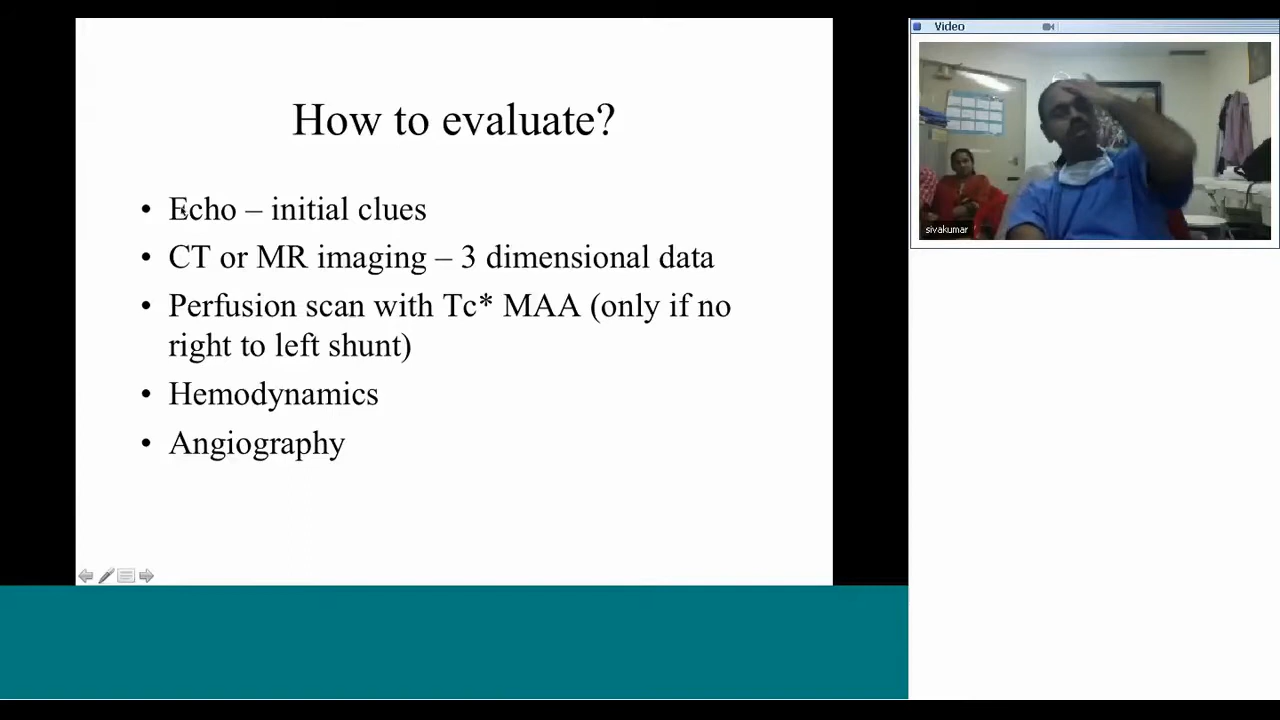 How to evaluate?
• Echo – initial clues
• CT or MR imaging – 3 dimensional data
• Perfusion scan with Tc* MAA (only if no
right to left shunt)
• Hemodynamics
• Angiography
Video
sivakumar